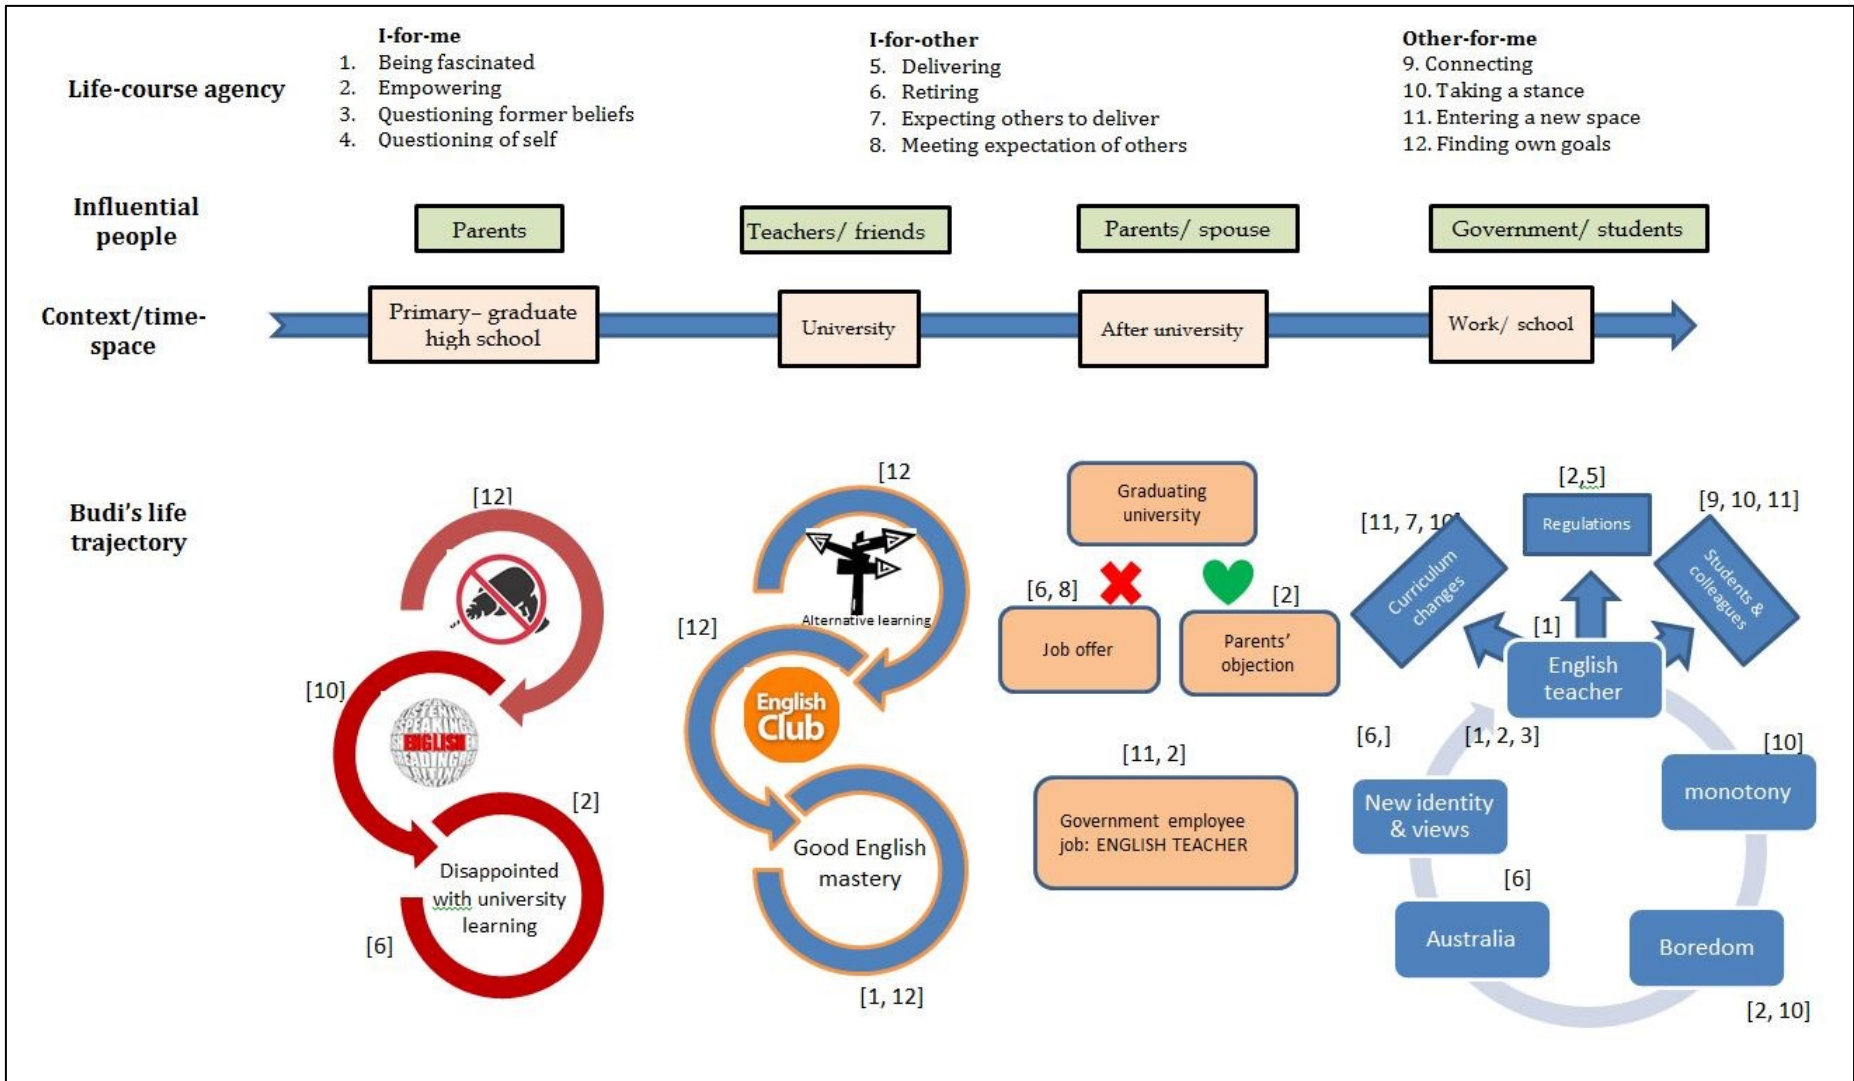 Life-course agency
I-for-me
1. Being fascinated
2. Empowering
3. Questioning former beliefs
4. Questioning of self
I-for-other
5. Delivering
6. Retiring
7. Expecting others to deliver
8. Meeting expectation of others
Other-for-me
9. Connecting
10. Taking a stance
11. Entering a new space
12. Finding own goals
Influential
people
Parents
Teachers/ friends
Parents/ spouse
Government/ students
Context/time-
space
Primary– graduate
high school
University
After university
Work/ school
Budi's life
trajectory
[12]
[10]
SPEAKING
ENGLISH
READING
[2]
Disappointed
with university
learning
[6]
[12
Alternative learning
[12]
English
Club
Good English
mastery
[1, 12]
Graduating
university
[6, 8]
Job offer
[2]
Parents'
objection
[11, 2]
Government employee
job: ENGLISH TEACHER
[11, 7, 10]
Curriculum
changes
[2,5]
Regulations
[9, 10, 11]
Students &
colleagues
[1]
English
teacher
[10]
monotony
[2, 10]
Boredom
[6]
Australia
[6,]
New identity
& views
[1, 2, 3]